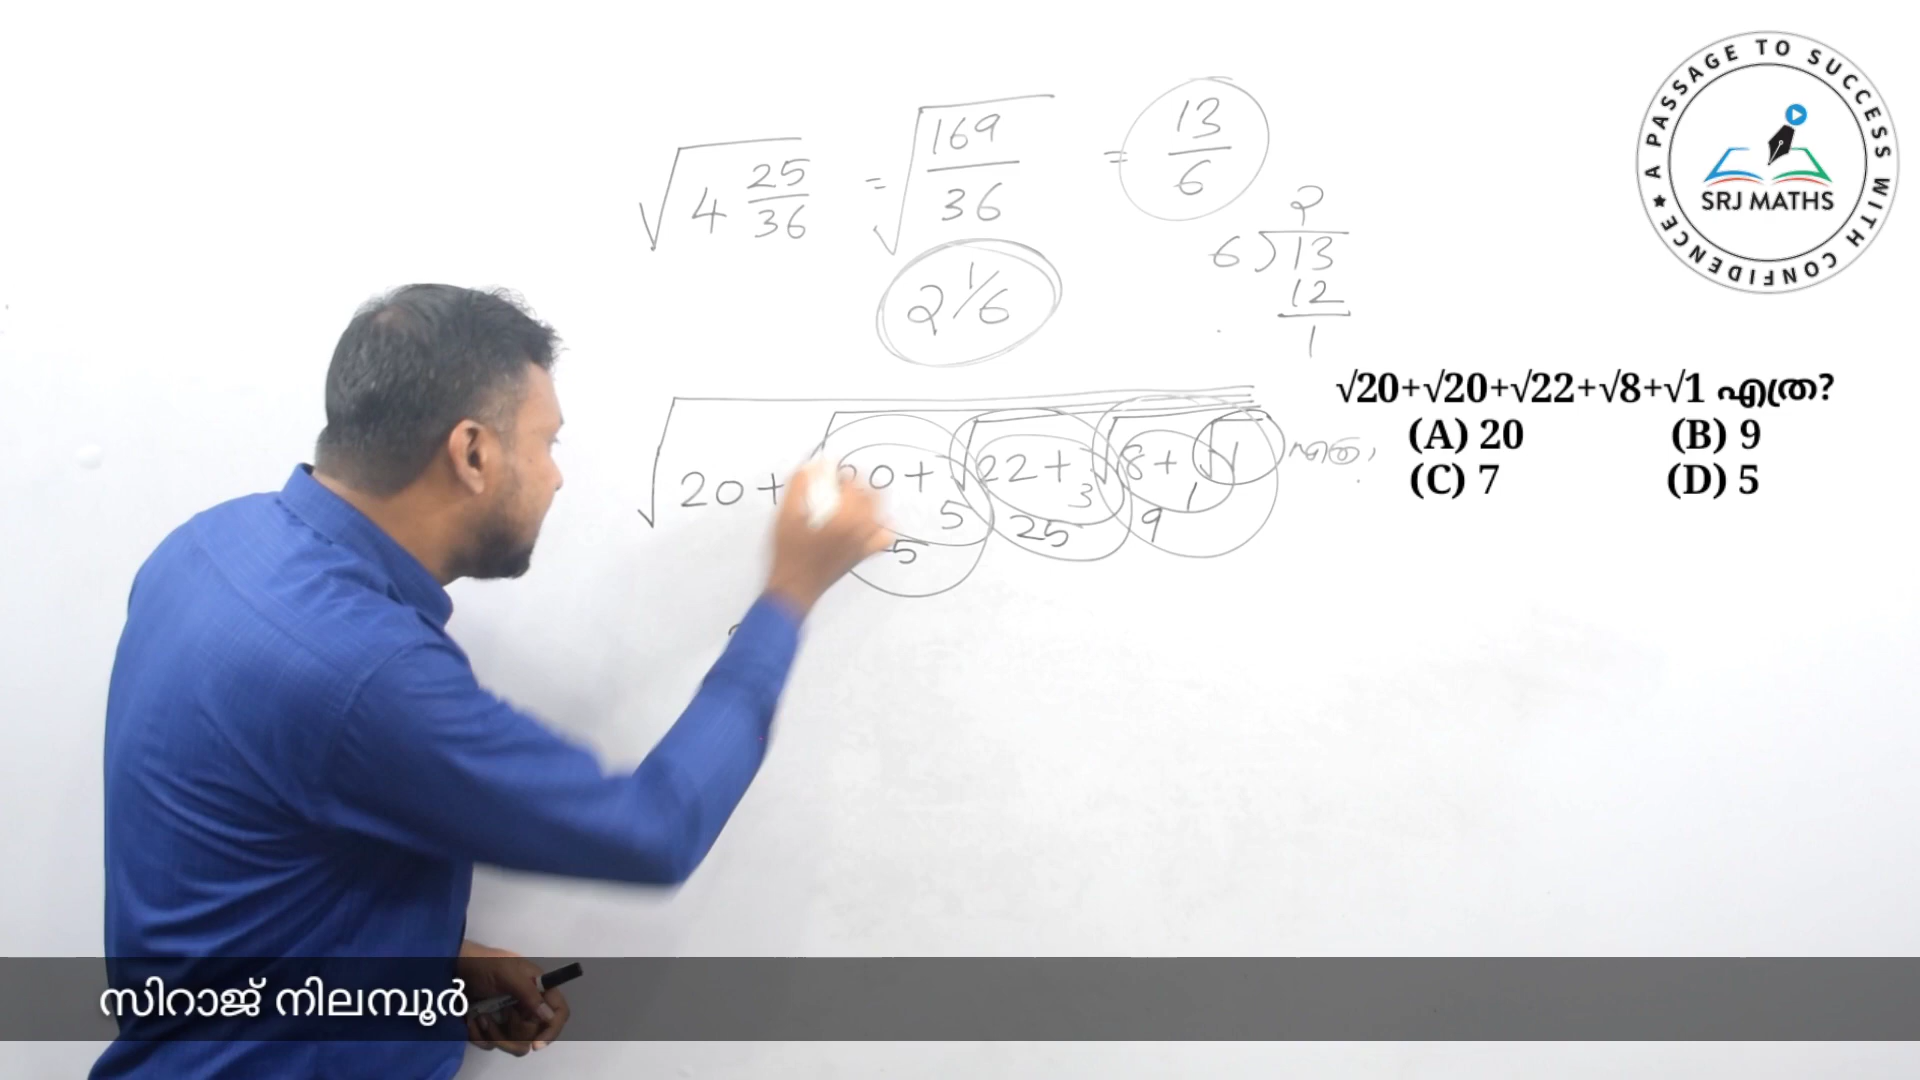 A PASSAGE TO SUCCESS WITH CONFIDENCE
SRJ MATHS
√4 25/36 = √169/36 = 13/6
2
6)13
12
1
2 1/6
√20+√20+√22+√8+√1 എത്ര?
(A) 20 (B) 9
(C) 7 (D) 5
20+ 20+ √22+ √8+ √1
5 3 1
5 25 9
സിറാജ് നിലമ്പൂർ